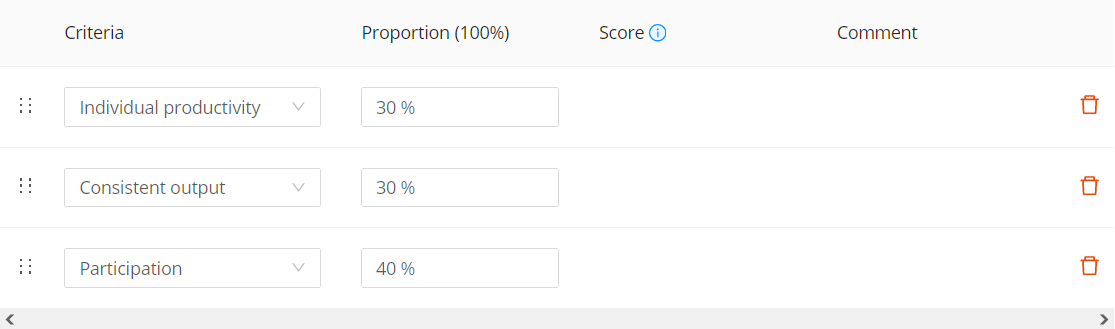 Criteria Proportion (100%) Score Comment
Individual productivity 30 %
Consistent output 30 %
Participation 40 %